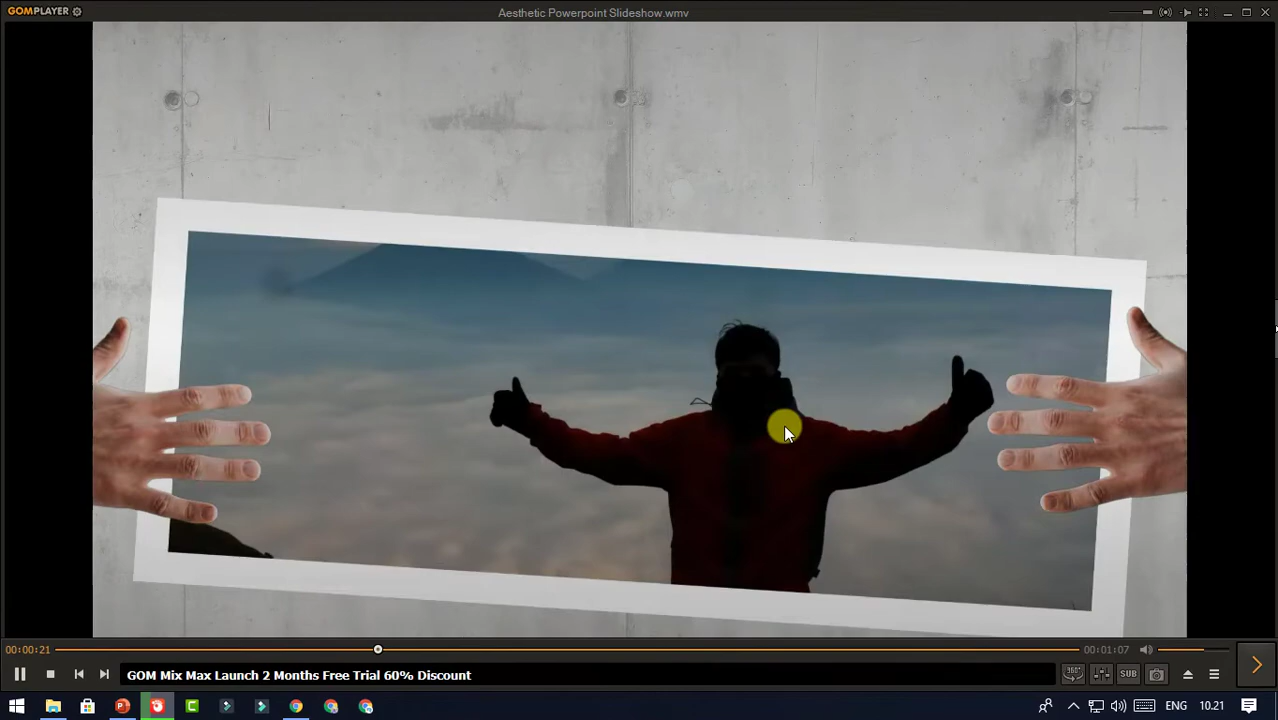 GOMPLAYER
Aesthetic Powerpoint Slideshow.wmv
00:00:21
00:01:07
GOM Mix Max Launch 2 Months Free Trial 60% Discount
360°
SUB
ENG
10.21